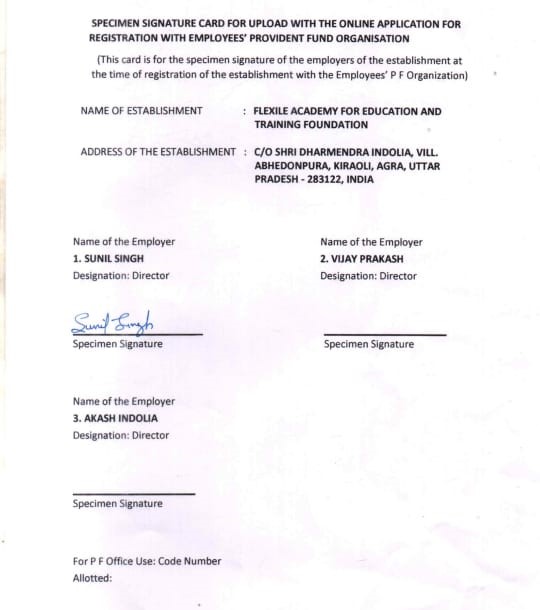 SPECIMEN SIGNATURE CARD FOR UPLOAD WITH THE ONLINE APPLICATION FOR
REGISTRATION WITH EMPLOYEES' PROVIDENT FUND ORGANISATION
(This card is for the specimen signature of the employers of the establishment at
the time of registration of the establishment with the Employees' P F Organization)
NAME OF ESTABLISHMENT : FLEXILE ACADEMY FOR EDUCATION AND
TRAINING FOUNDATION
ADDRESS OF THE ESTABLISHMENT : C/O SHRI DHARMENDRA INDOLIA, VILL.
ABHEDONPURA, KIRAOLI, AGRA, UTTAR
PRADESH - 283122, INDIA
Name of the Employer
1. SUNIL SINGH
Designation: Director
Sunil Singh
Specimen Signature
Name of the Employer
2. VIJAY PRAKASH
Designation: Director
Specimen Signature
Name of the Employer
3. AKASH INDOLIA
Designation: Director
Specimen Signature
For P F Office Use: Code Number
Allotted: